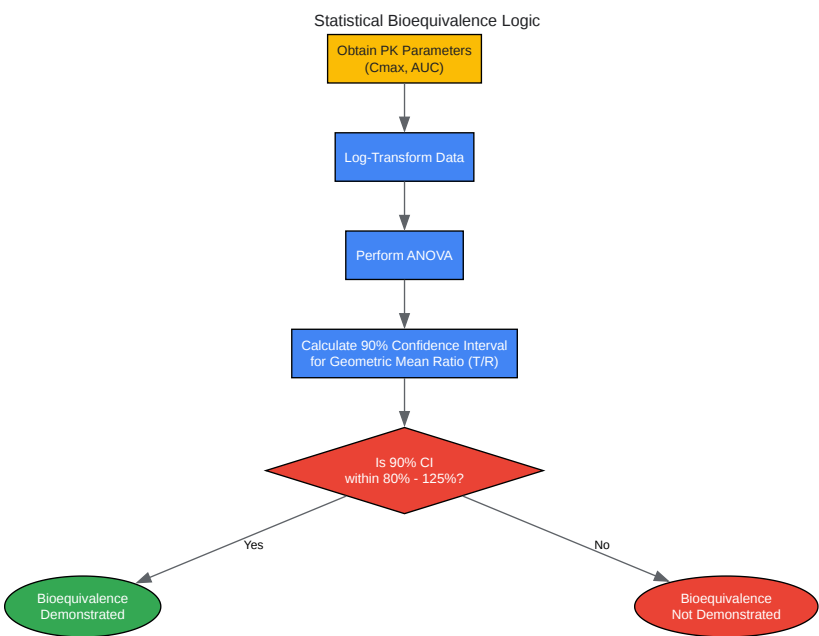 Statistical Bioequivalence Logic
Obtain PK Parameters
(Cmax, AUC)
Log-Transform Data
Perform ANOVA
Calculate 90% Confidence Interval
for Geometric Mean Ratio (T/R)
Is 90% CI
within 80% - 125%?
Yes
No
Bioequivalence
Demonstrated
Bioequivalence
Not Demonstrated